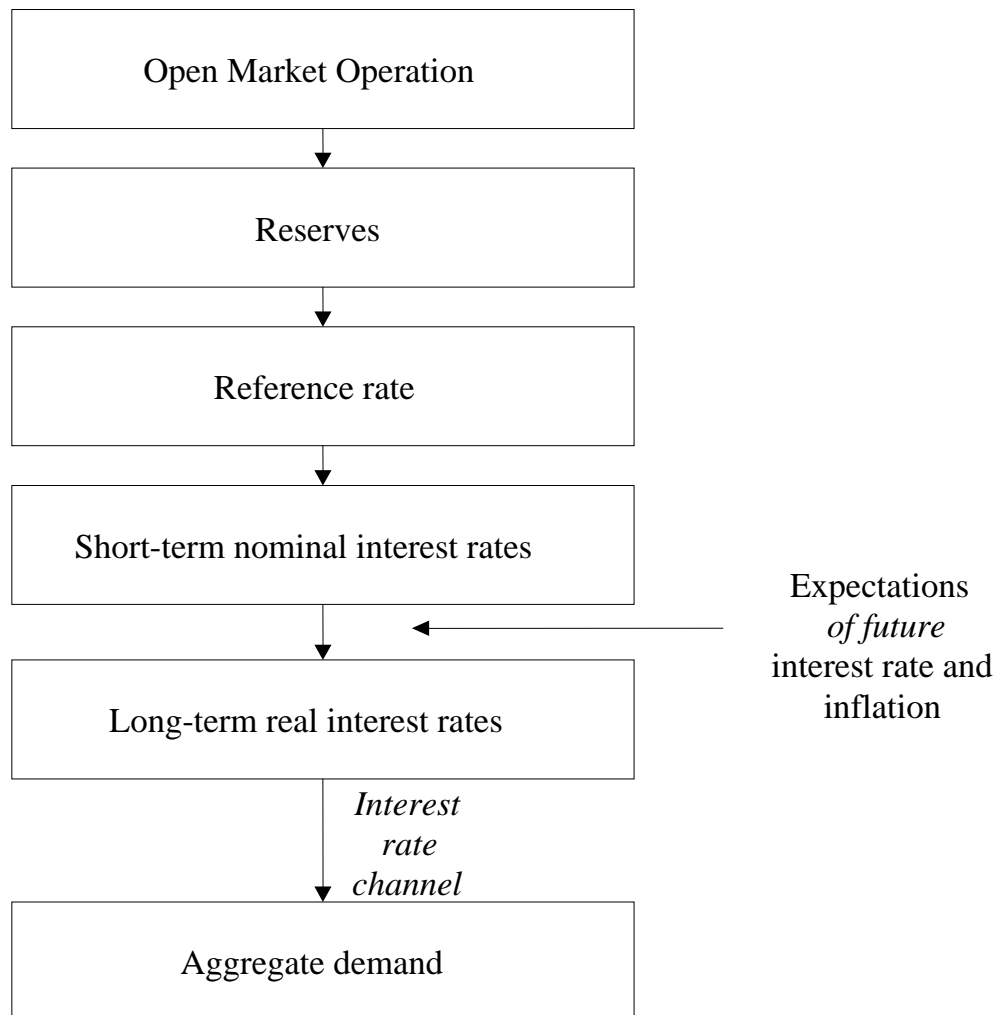 Open Market Operation
Reserves
Reference rate
Short-term nominal interest rates
Expectations
of future
interest rate and
inflation
Long-term real interest rates
Interest
rate
channel
Aggregate demand